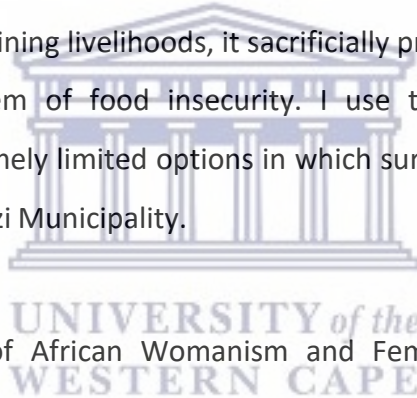 ining livelihoods, it sacrificially pr
em of food insecurity. I use t
nely limited options in which sur
zi Municipality.
UNIVERSITY of the
of African Womanism and Fem
WESTERN CAPE